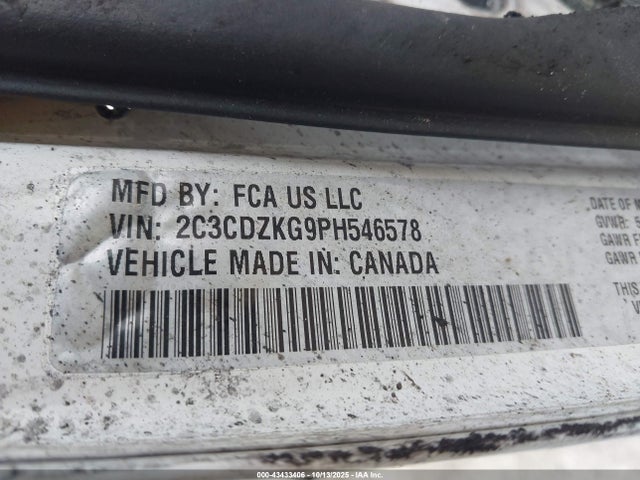 MFD BY: FCA US LLC
VIN: 2C3CDZKG9PH546578
VEHICLE MADE IN: CANADA
DATE OF M
GVWR:
GAWR F
GAWR
THIS
000-43433406 | 10/13/2025 | IAA Inc.